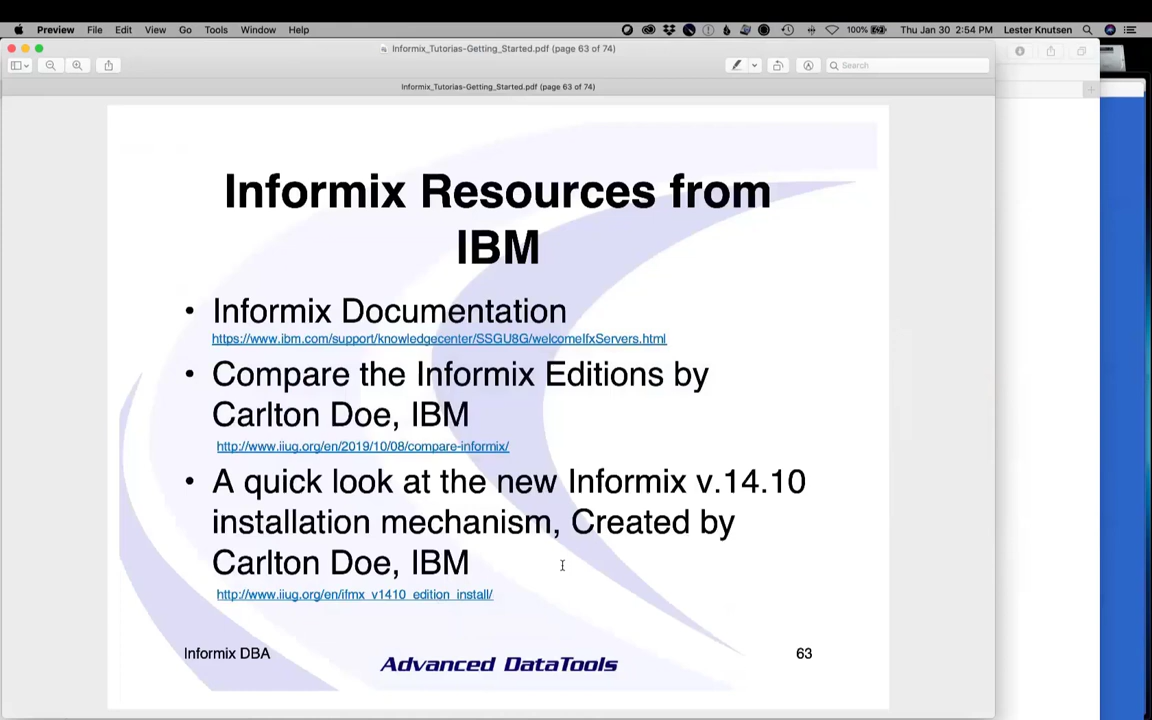 Preview File Edit View Go Tools Window Help 100% Thu Jan 30 2:54 PM Lester Knutsen
Informix_Tutorias-Getting_Started.pdf (page 63 of 74)
Search
Informix_Tutorias-Getting_Started.pdf (page 63 of 74)
Informix Resources from
IBM
• Informix Documentation
https://www.ibm.com/support/knowledgecenter/SSGU8G/welcomeIfxServers.html
• Compare the Informix Editions by
Carlton Doe, IBM
http://www.iiug.org/en/2019/10/08/compare-informix/
• A quick look at the new Informix v.14.10
installation mechanism, Created by
Carlton Doe, IBM
http://www.iiug.org/en/ifmx_v1410_edition_install/
Informix DBA
Advanced DataTools
63